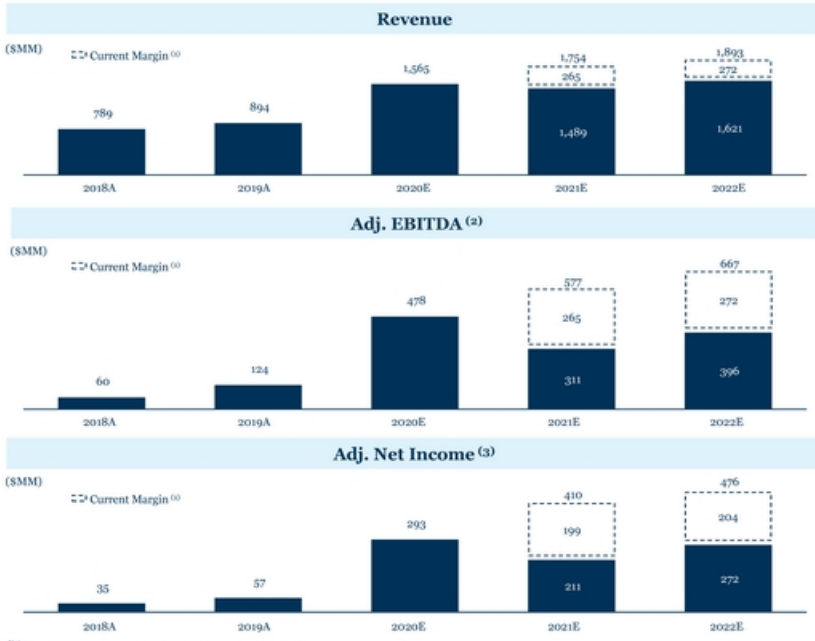 Revenue
($MM)
Current Margin (1)
789
894
1,565
1,754
265
1,489
1,893
272
1,621
2018A
2019A
2020E
2021E
2022E
Adj. EBITDA (2)
($MM)
Current Margin (1)
60
124
478
577
265
311
667
272
396
2018A
2019A
2020E
2021E
2022E
Adj. Net Income (3)
($MM)
Current Margin (1)
35
57
293
410
199
211
476
204
272
2018A
2019A
2020E
2021E
2022E